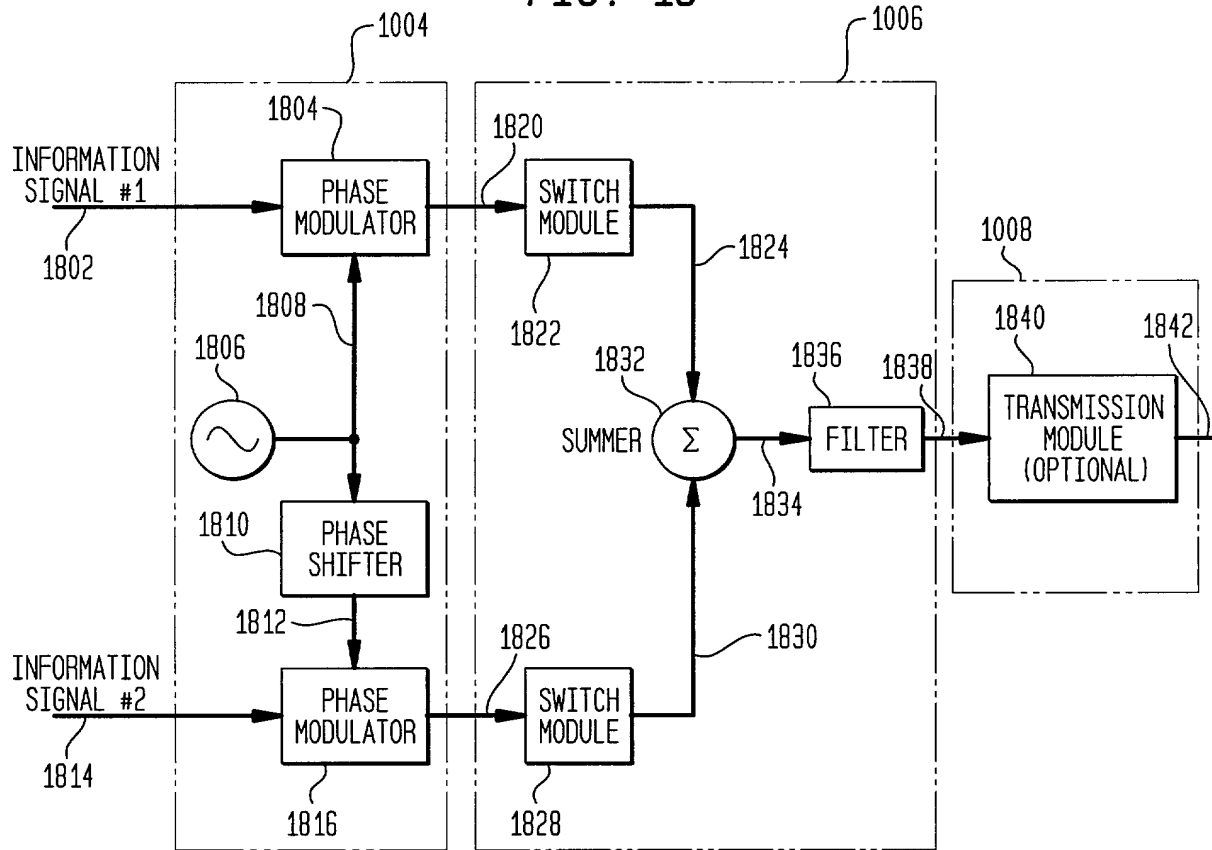 FIG.
1004
1006
1804
1820
INFORMATION
SIGNAL #1
PHASE
MODULATOR
SWITCH
MODULE
1802
1824
1808
1822
1008
1806
1832
1836
1838
1840
1842
SUMMER
Σ
FILTER
TRANSMISSION
MODULE
(OPTIONAL)
1834
1810
PHASE
SHIFTER
1812
1826
1830
INFORMATION
SIGNAL #2
PHASE
MODULATOR
SWITCH
MODULE
1814
1816
1828